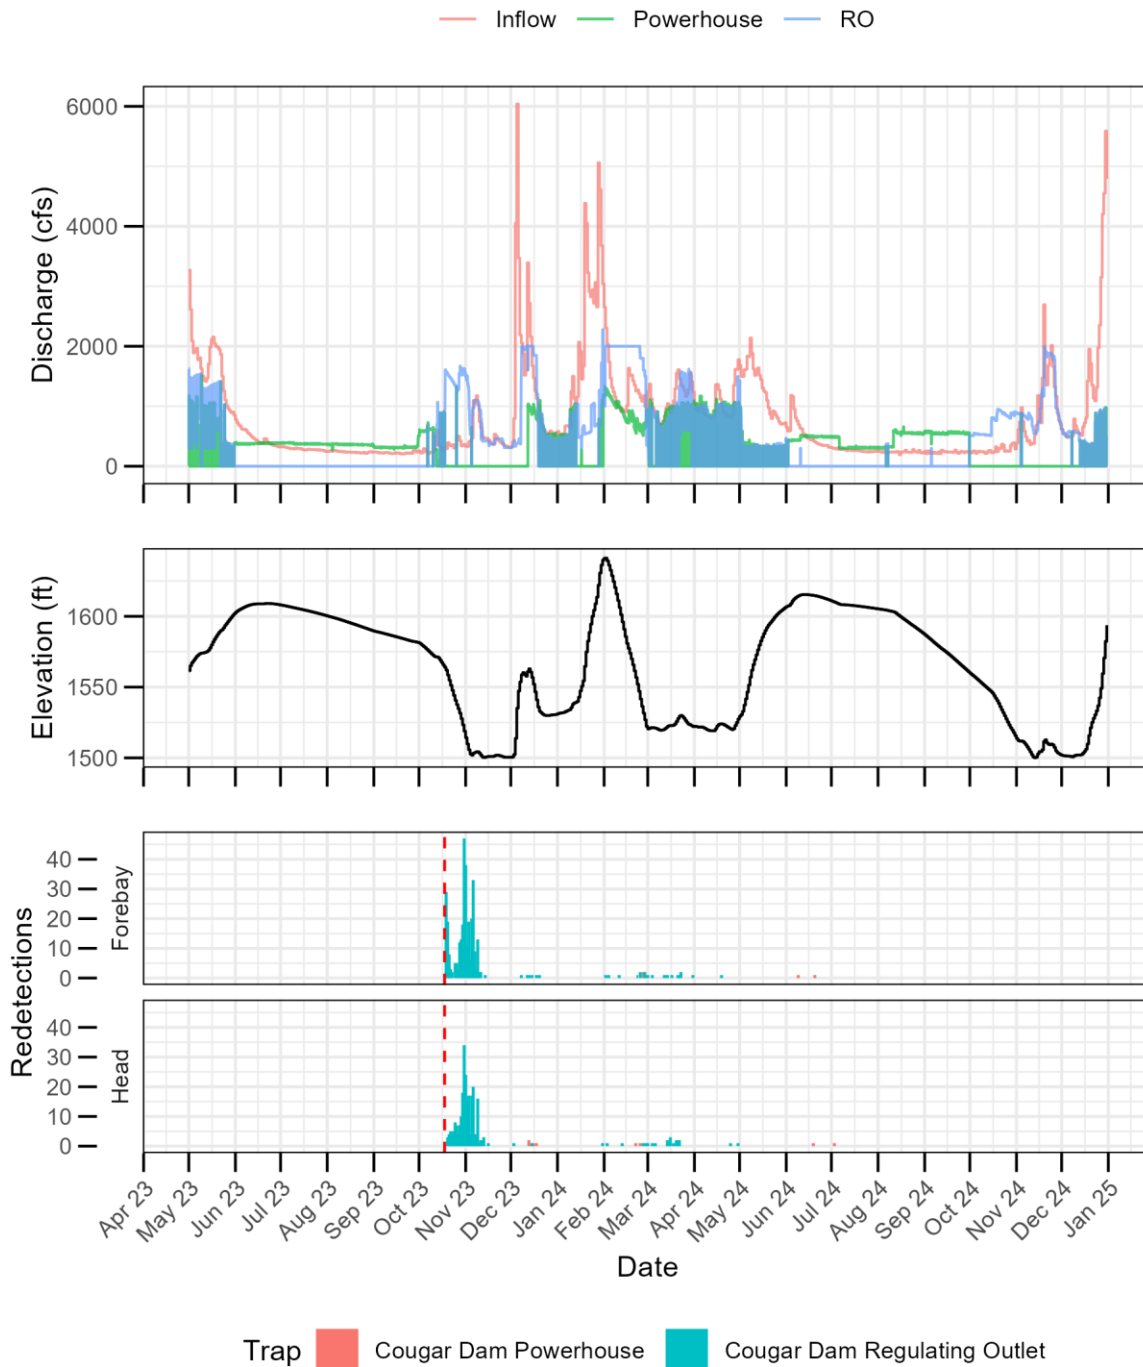 Inflow Powerhouse RO
Discharge (cfs)
6000
4000
2000
0
Elevation (ft)
1600
1550
1500
Redetections
Forebay
40
30
20
10
0
Head
40
30
20
10
0
Apr 23 May 23 Jun 23 Jul 23 Aug 23 Sep 23 Oct 23 Nov 23 Dec 23 Jan 24 Feb 24 Mar 24 Apr 24 May 24 Jun 24 Jul 24 Aug 24 Sep 24 Oct 24 Nov 24 Dec 24 Jan 25
Date
Trap Cougar Dam Powerhouse Cougar Dam Regulating Outlet